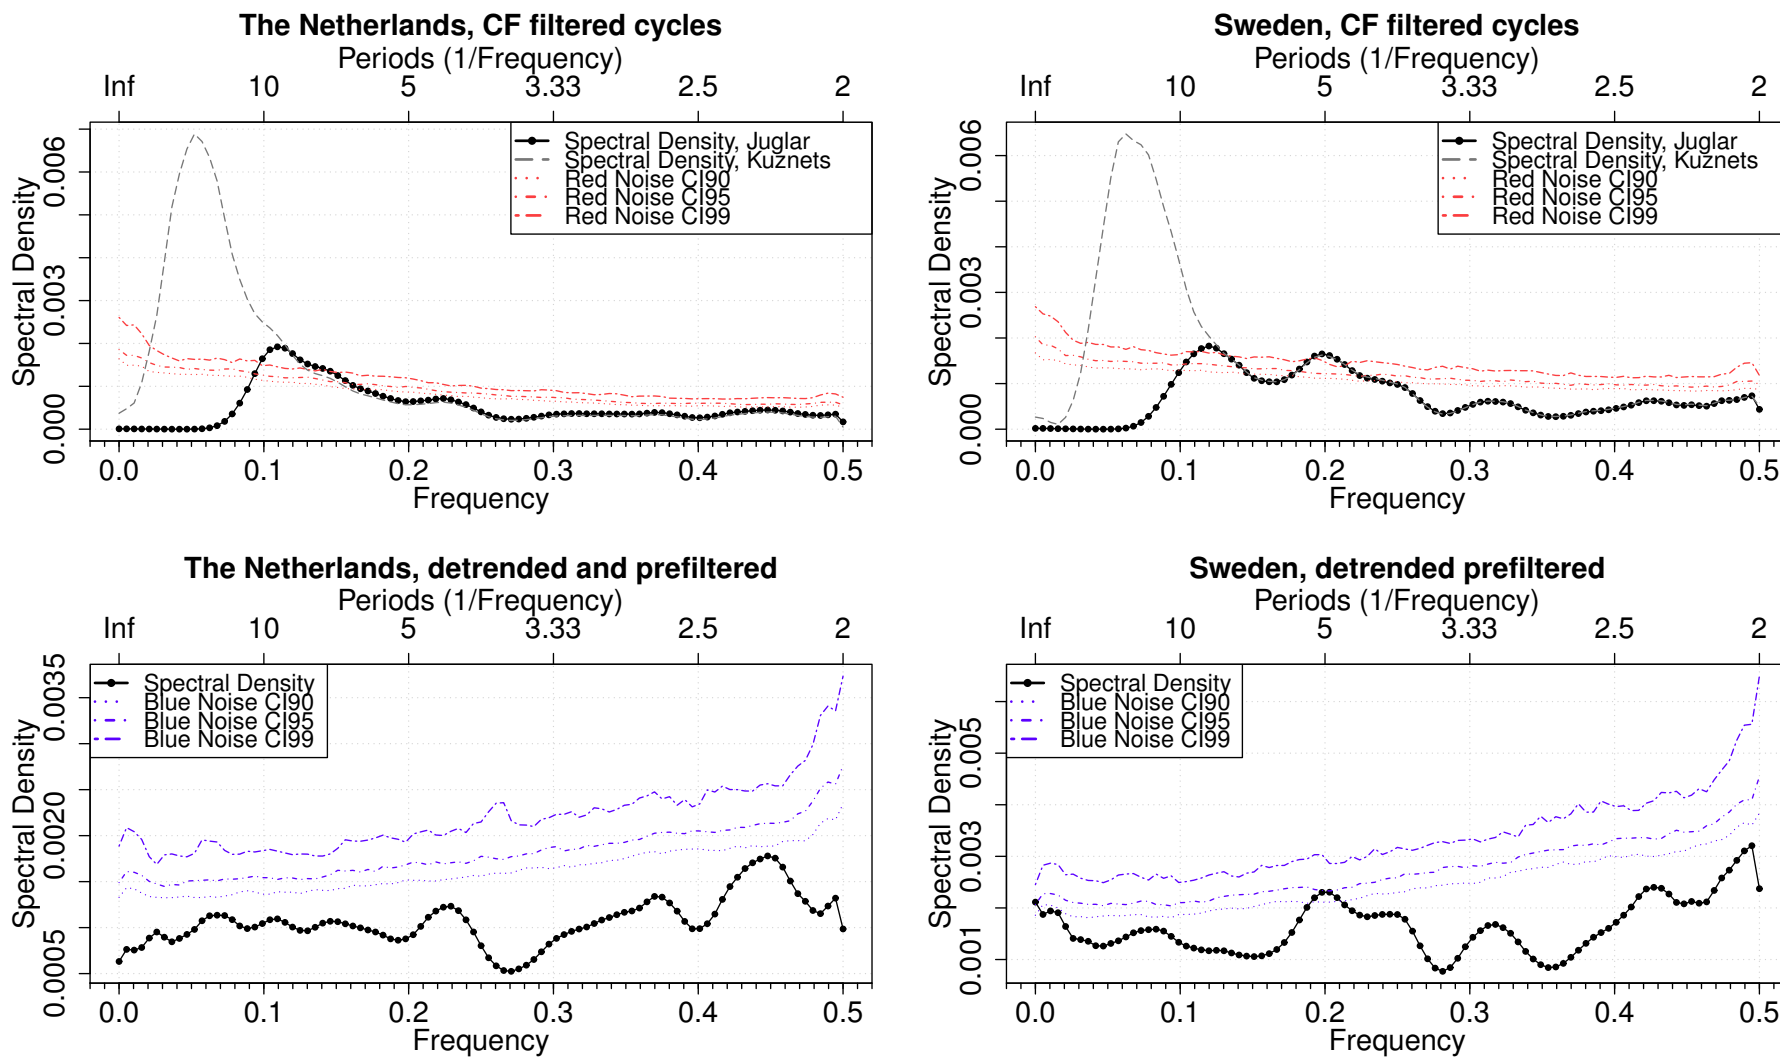 The Netherlands, CF filtered cycles
Periods (1/Frequency)
Inf 10 5 3.33 2.5 2
Spectral Density
0.000 0.003 0.006
Spectral Density, Juglar
Spectral Density, Kuznets
Red Noise CI90
Red Noise CI95
Red Noise CI99
0.0 0.1 0.2 0.3 0.4 0.5
Frequency
Sweden, CF filtered cycles
Periods (1/Frequency)
Inf 10 5 3.33 2.5 2
Spectral Density
0.000 0.003 0.006
Spectral Density, Juglar
Spectral Density, Kuznets
Red Noise CI90
Red Noise CI95
Red Noise CI99
0.0 0.1 0.2 0.3 0.4 0.5
Frequency
The Netherlands, detrended and prefiltered
Periods (1/Frequency)
Inf 10 5 3.33 2.5 2
Spectral Density
0.0005 0.0020 0.0035
Spectral Density
Blue Noise CI90
Blue Noise CI95
Blue Noise CI99
0.0 0.1 0.2 0.3 0.4 0.5
Frequency
Sweden, detrended prefiltered
Periods (1/Frequency)
Inf 10 5 3.33 2.5 2
Spectral Density
0.001 0.003 0.005
Spectral Density
Blue Noise CI90
Blue Noise CI95
Blue Noise CI99
0.0 0.1 0.2 0.3 0.4 0.5
Frequency